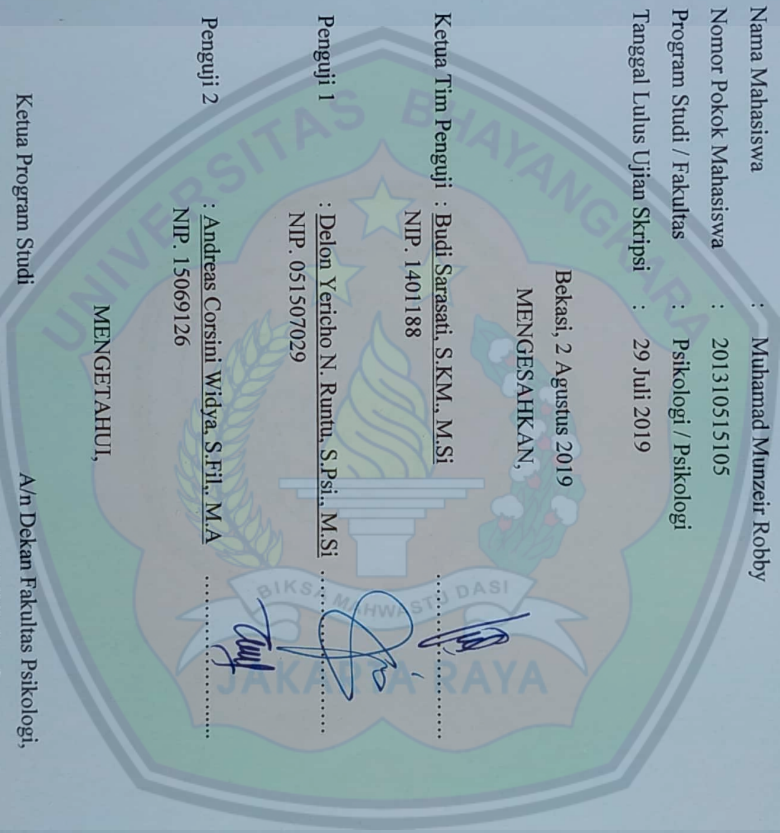 Nama Mahasiswa : Muhamad Munzeir Robby
Nomor Pokok Mahasiswa : 201310515105
Program Studi / Fakultas : Psikologi / Psikologi
Tanggal Lulus Ujian Skripsi : 29 Juli 2019
Bekasi, 2 Agustus 2019
MENGESAHKAN,
Ketua Tim Penguji : Budi Sarasati, S.KM., M.Si
NIP. 1401188
Penguji 1 : Delon Yericho N. Runtu, S.Psi., M.Si
NIP. 051507029
Penguji 2 : Andreas Corsini Widya, S.Fil., M.A
NIP. 15069126
MENGETAHUI,
Ketua Program Studi A/n Dekan Fakultas Psikologi,
UNIVERSITAS BHAYANGKARA
BIKSA MAHWASTU DASI
JAKARTA RAYA